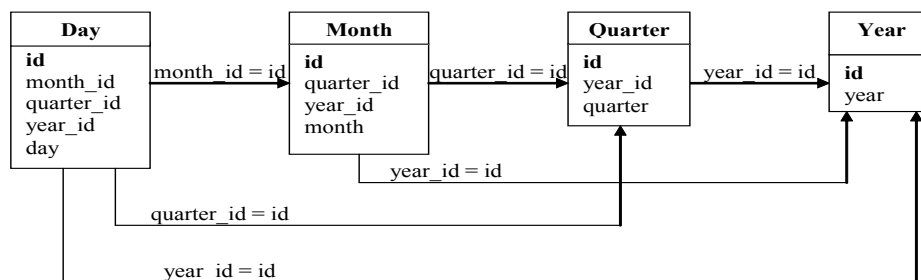 Day
id
month_id
quarter_id
year_id
day
month_id = id
Month
id
quarter_id
year_id
month
quarter_id = id
Quarter
id
year_id
quarter
year_id = id
Year
id
year
year_id = id
quarter_id = id
year_id = id